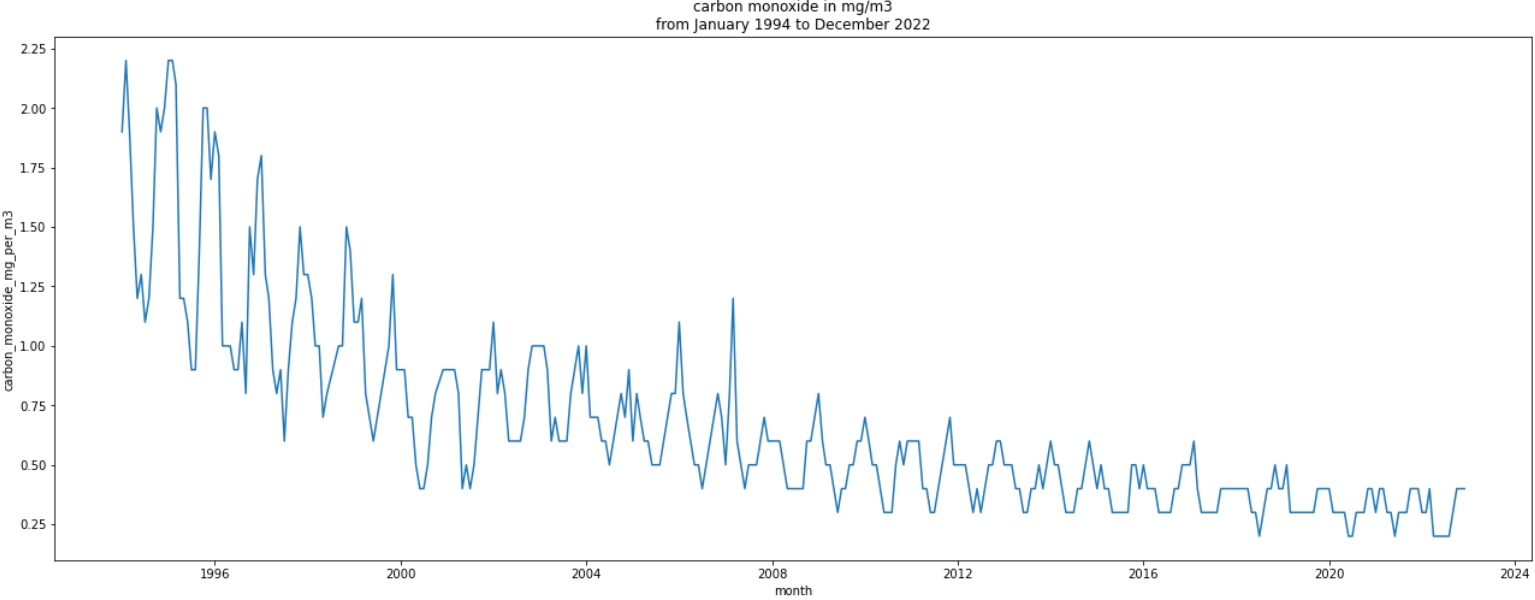 carbon monoxide in mg/m3
from January 1994 to December 2022
carbon_monoxide_mg_per_m3
2.25
2.00
1.75
1.50
1.25
1.00
0.75
0.50
0.25
1996 2000 2004 2008 2012 2016 2020 2024
month